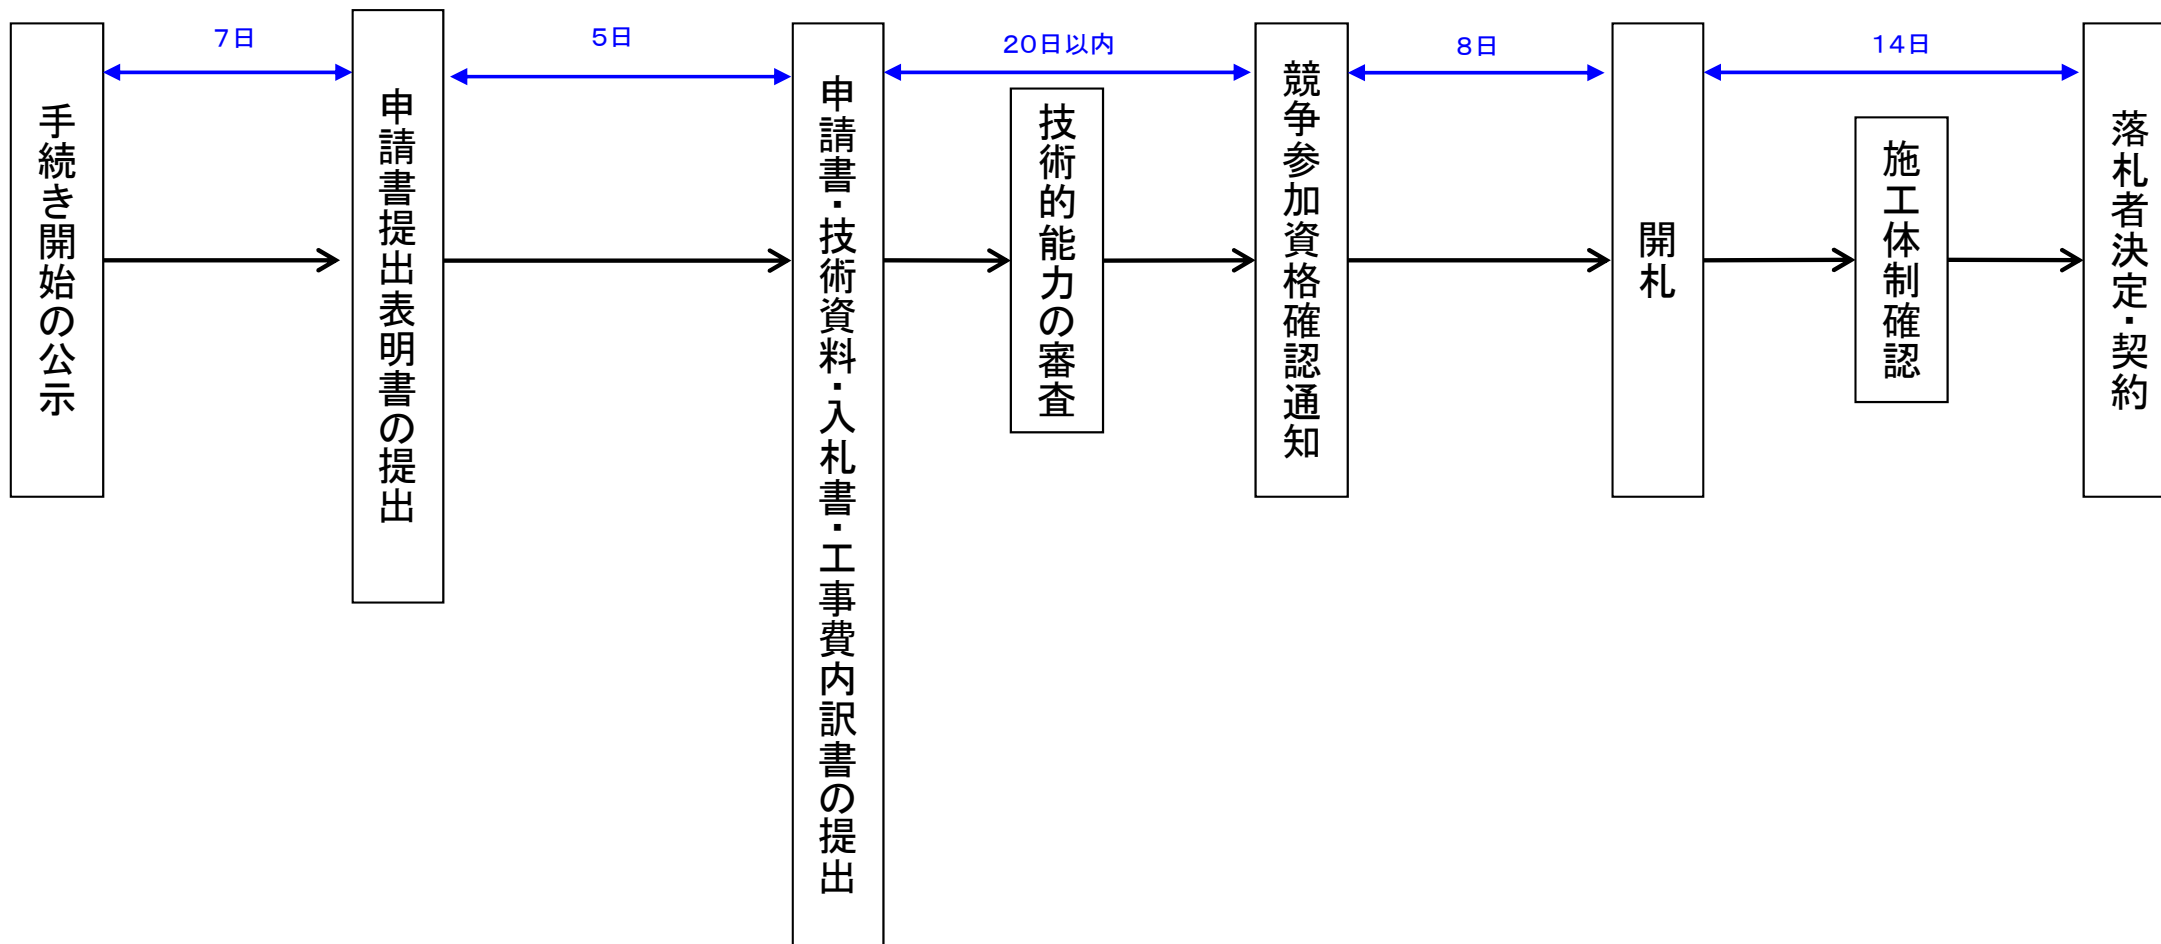 手続き開始の公示
7日
申請書提出表明書の提出
5日
申請書・技術資料・入札書・工事費内訳書の提出
20日以内
技術的能力の審査
競争参加資格確認通知
8日
開札
14日
施工体制確認
落札者決定・契約